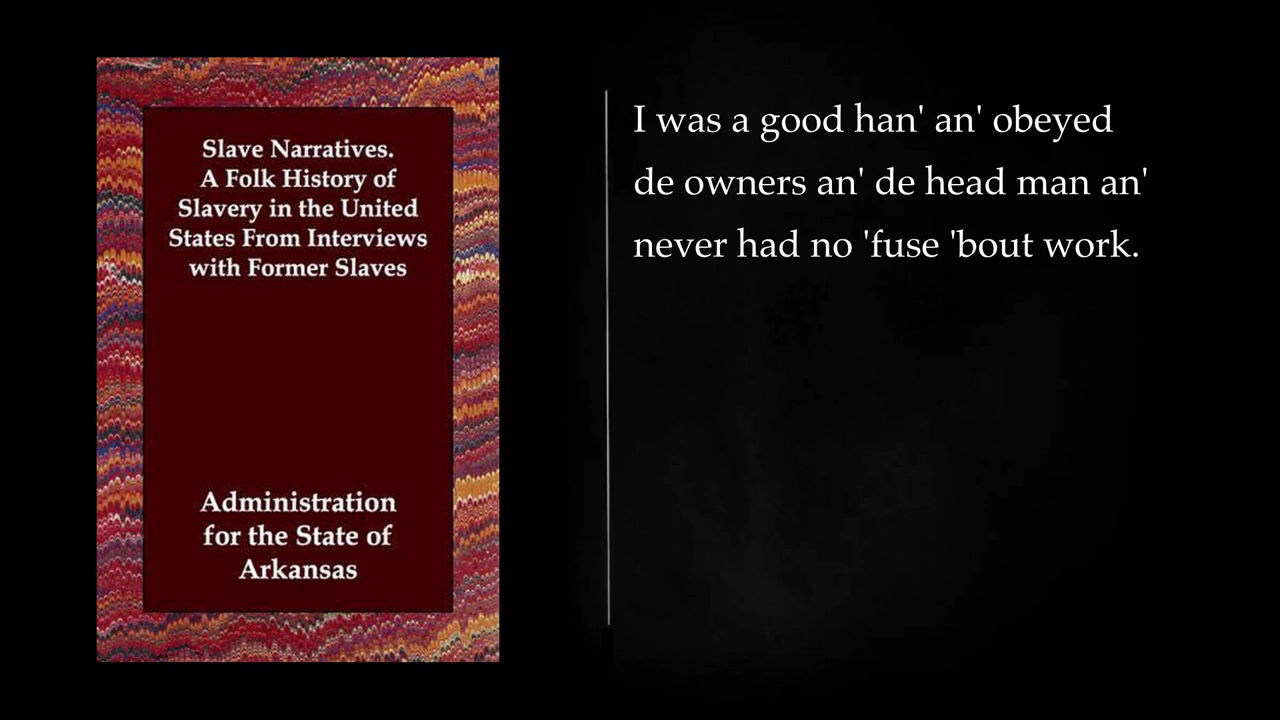 Slave Narratives.
A Folk History of
Slavery in the United
States From Interviews
with Former Slaves
Administration
for the State of
Arkansas
I was a good han' an' obeyed
de owners an' de head man an'
never had no 'fuse 'bout work.